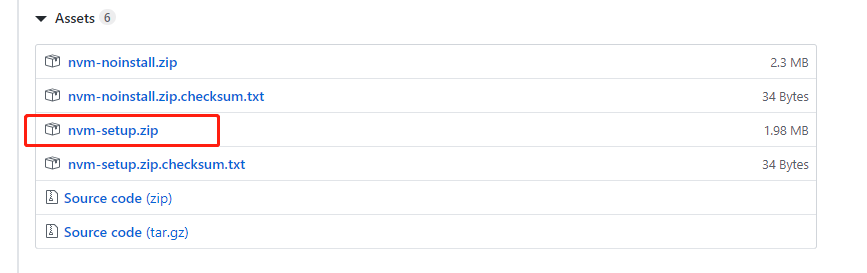 Assets 6
nvm-noinstall.zip 2.3 MB
nvm-noinstall.zip.checksum.txt 34 Bytes
nvm-setup.zip 1.98 MB
nvm-setup.zip.checksum.txt 34 Bytes
Source code (zip)
Source code (tar.gz)